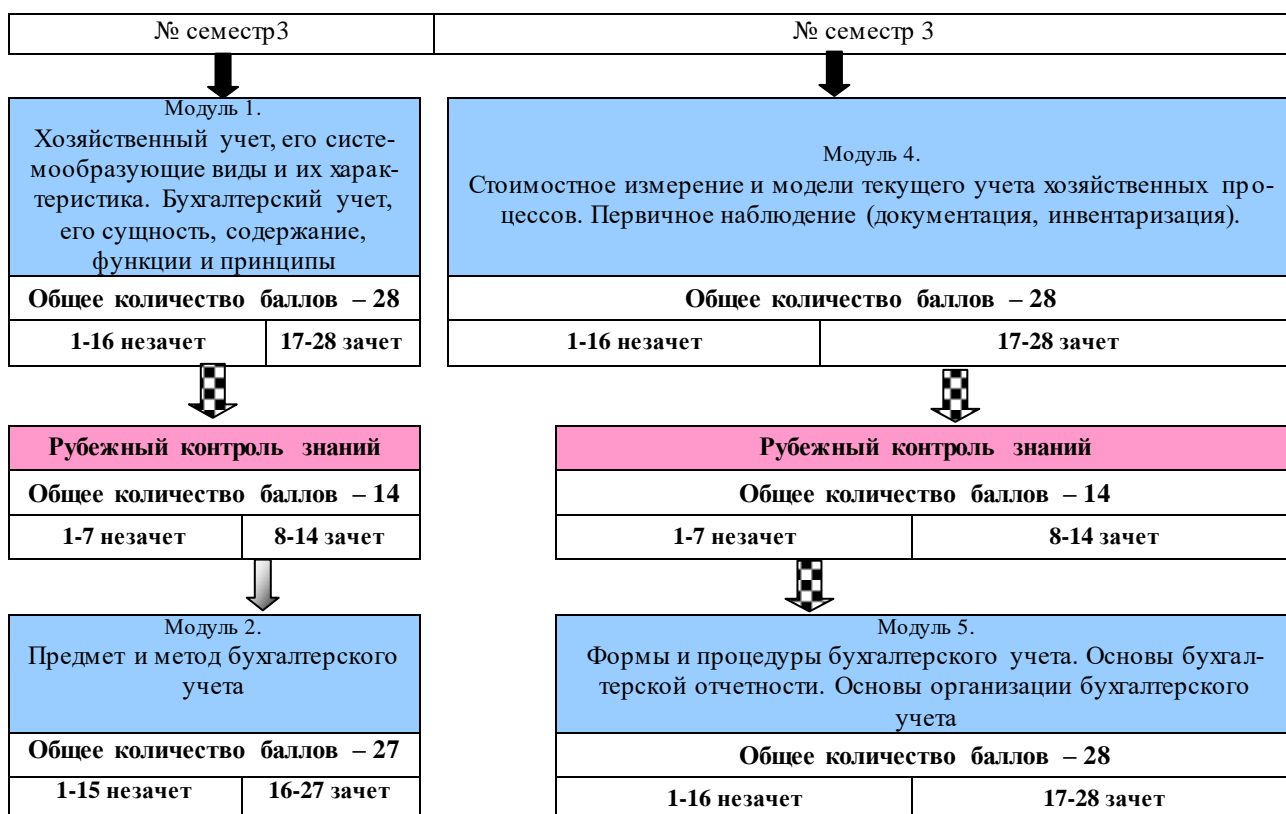 № семестр3
№ семестр 3
Модуль 1.
Хозяйственный учет, его систе-
мообразующие виды и их харак-
теристика. Бухгалтерский учет,
его сущность, содержание,
функции и принципы
Общее количество баллов – 28
1-16 незачет
17-28 зачет
Модуль 4.
Стоимостное измерение и модели текущего учета хозяйственных про-
цессов. Первичное наблюдение (документация, инвентаризация).
Общее количество баллов – 28
1-16 незачет
17-28 зачет
Рубежный контроль знаний
Общее количество баллов – 14
1-7 незачет
8-14 зачет
Рубежный контроль знаний
Общее количество баллов – 14
1-7 незачет
8-14 зачет
Модуль 2.
Предмет и метод бухгалтерского
учета
Общее количество баллов – 27
1-15 незачет
16-27 зачет
Модуль 5.
Формы и процедуры бухгалтерского учета. Основы бухгал-
терской отчетности. Основы организации бухгалтерского
учета
Общее количество баллов – 28
1-16 незачет
17-28 зачет